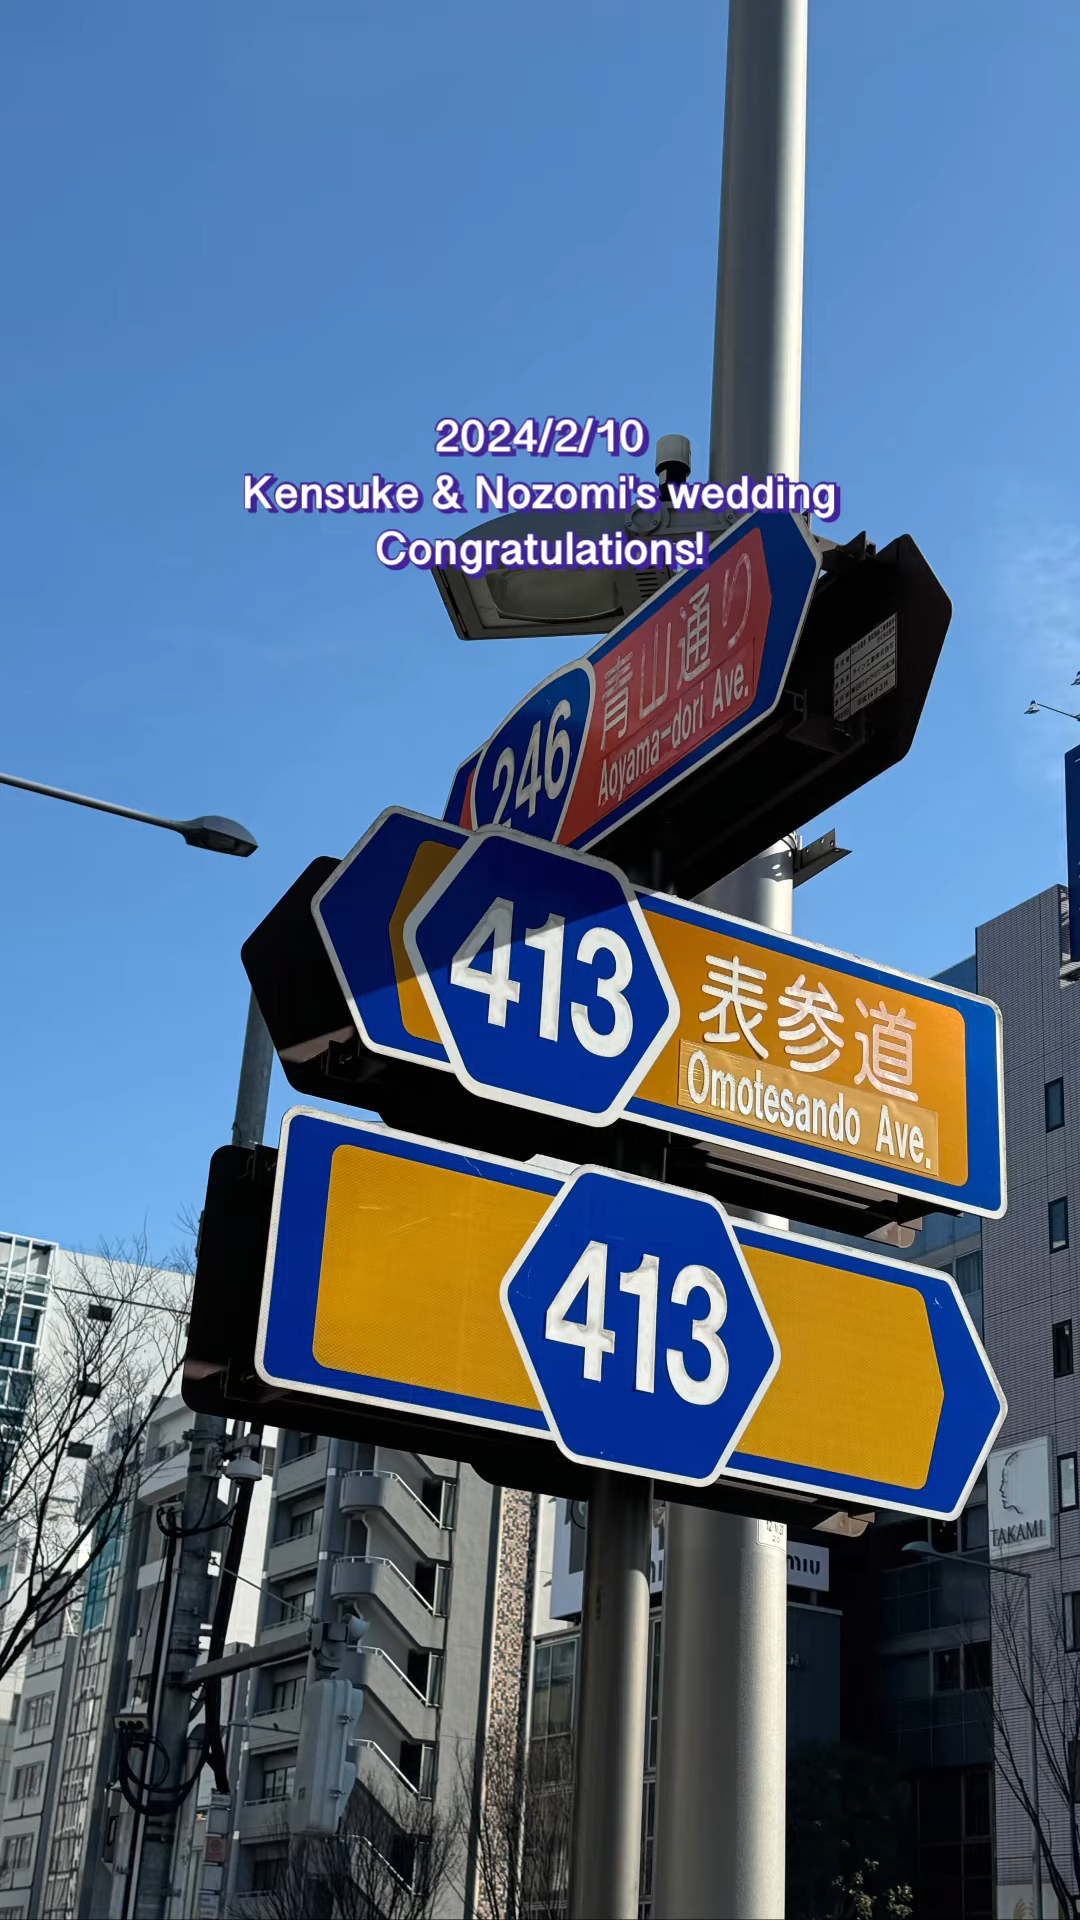 2024/2/10
Kensuke & Nozomi's wedding
Congratulations!
青山通り
Aoyama-dori Ave.
246
413
表参道
Omotesando Ave.
413
TAKAMI